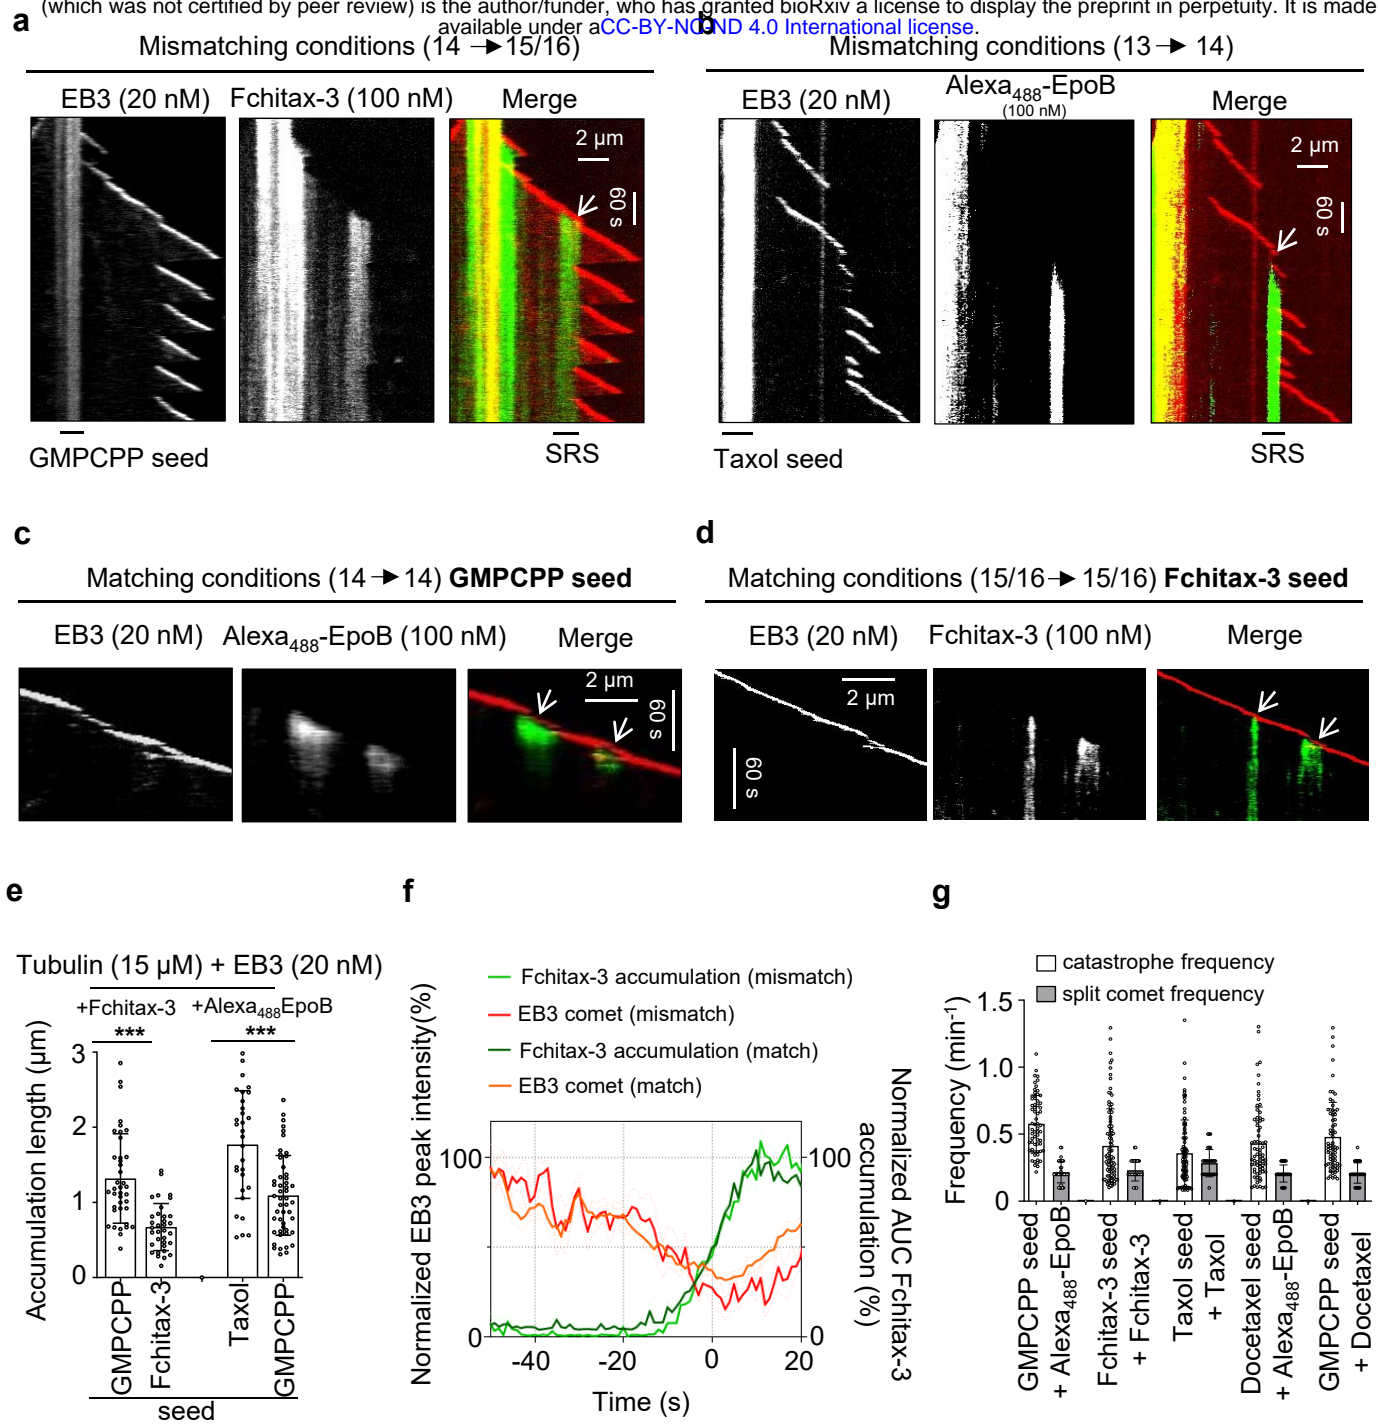 (which was not certified by peer review) is the author/funder, who has granted bioRxiv a license to display the preprint in perpetuity. It is made
available under aCC-BY-NC-ND 4.0 International license.
a
Mismatching conditions (14 → 15/16)
EB3 (20 nM) Fchitax-3 (100 nM) Merge
2 µm
60 s
GMPCPP seed
SRS
b
Mismatching conditions (13 → 14)
EB3 (20 nM) Alexa488-EpoB (100 nM) Merge
2 µm
60 s
Taxol seed
SRS
c
Matching conditions (14 → 14) GMPCPP seed
EB3 (20 nM) Alexa488-EpoB (100 nM) Merge
2 µm
60 s
d
Matching conditions (15/16 → 15/16) Fchitax-3 seed
EB3 (20 nM) Fchitax-3 (100 nM) Merge
2 µm
60 s
e
Tubulin (15 µM) + EB3 (20 nM)
+Fchitax-3 +Alexa488EpoB
*** ***
Accumulation length (µm)
3
2
1
0
GMPCPP
Fchitax-3
Taxol
GMPCPP
seed
f
Fchitax-3 accumulation (mismatch)
EB3 comet (mismatch)
Fchitax-3 accumulation (match)
EB3 comet (match)
Normalized EB3 peak intensity(%)
100
0
100
0
Normalized AUC Fchitax-3
accumulation (%)
-40 -20 0 20
Time (s)
g
catastrophe frequency
split comet frequency
Frequency (min-1)
1.5
1.0
0.5
0
GMPCPP seed
+ Alexa488-EpoB
Fchitax-3 seed
+ Fchitax-3
Taxol seed
+ Taxol
Docetaxel seed
+ Alexa488-EpoB
GMPCPP seed
+ Docetaxel